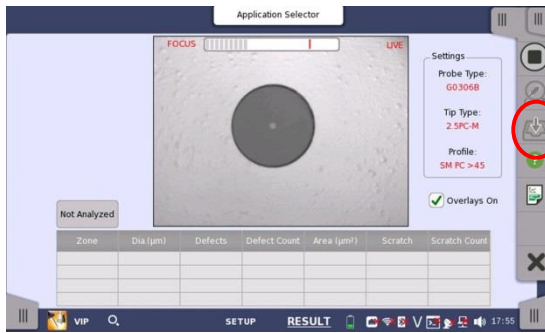 Application Selector
FOCUS
LIVE
Settings
Probe Type:
G0306B
Tip Type:
2.5PC-M
Profile:
SM PC >45
Overlays On
Not Analyzed
Zone Dia.(µm) Defects Defect Count Area (µm²) Scratch Scratch Count
VIP SETUP RESULT 17:55